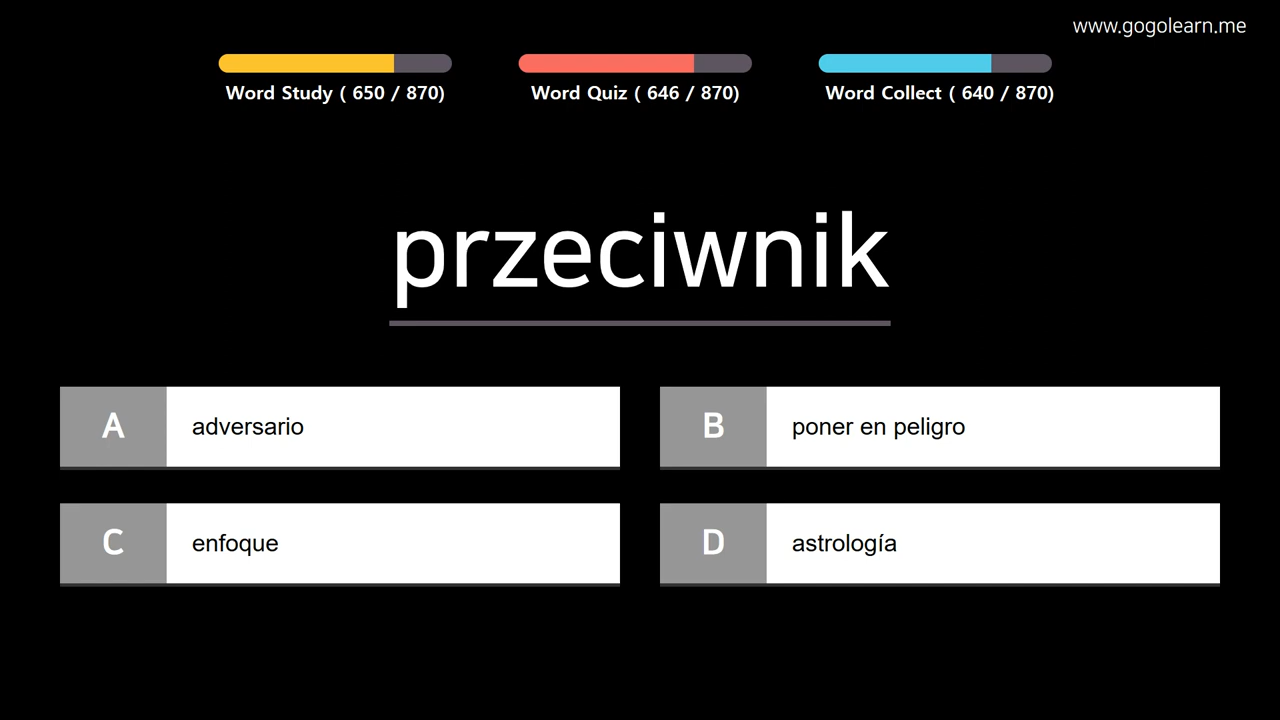 www.gogolearn.me
Word Study ( 650 / 870)
Word Quiz ( 646 / 870)
Word Collect ( 640 / 870)
przeciwnik
A
adversario
B
poner en peligro
C
enfoque
D
astrología